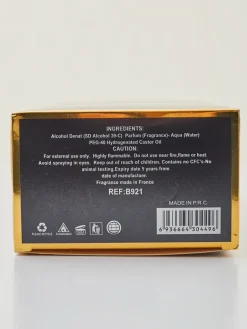 Alcohol Denat (SD Alcohol 39-C) Parfum (Fragrance)- Aqua (Water)
PEG-40 Hydrogenated Castor Oil
CAUTION:
For external use only. Highly flammable. Do not use near fire,flame or heat.
Avoid spraying in eyes. Keep out of reach of children. Contains no CFC's-No
animal testing.Expiry date 5 years from
date of manufacture.
Fragrance made in France
REF:B921
MADE IN P.R.C.
6 936664 304496